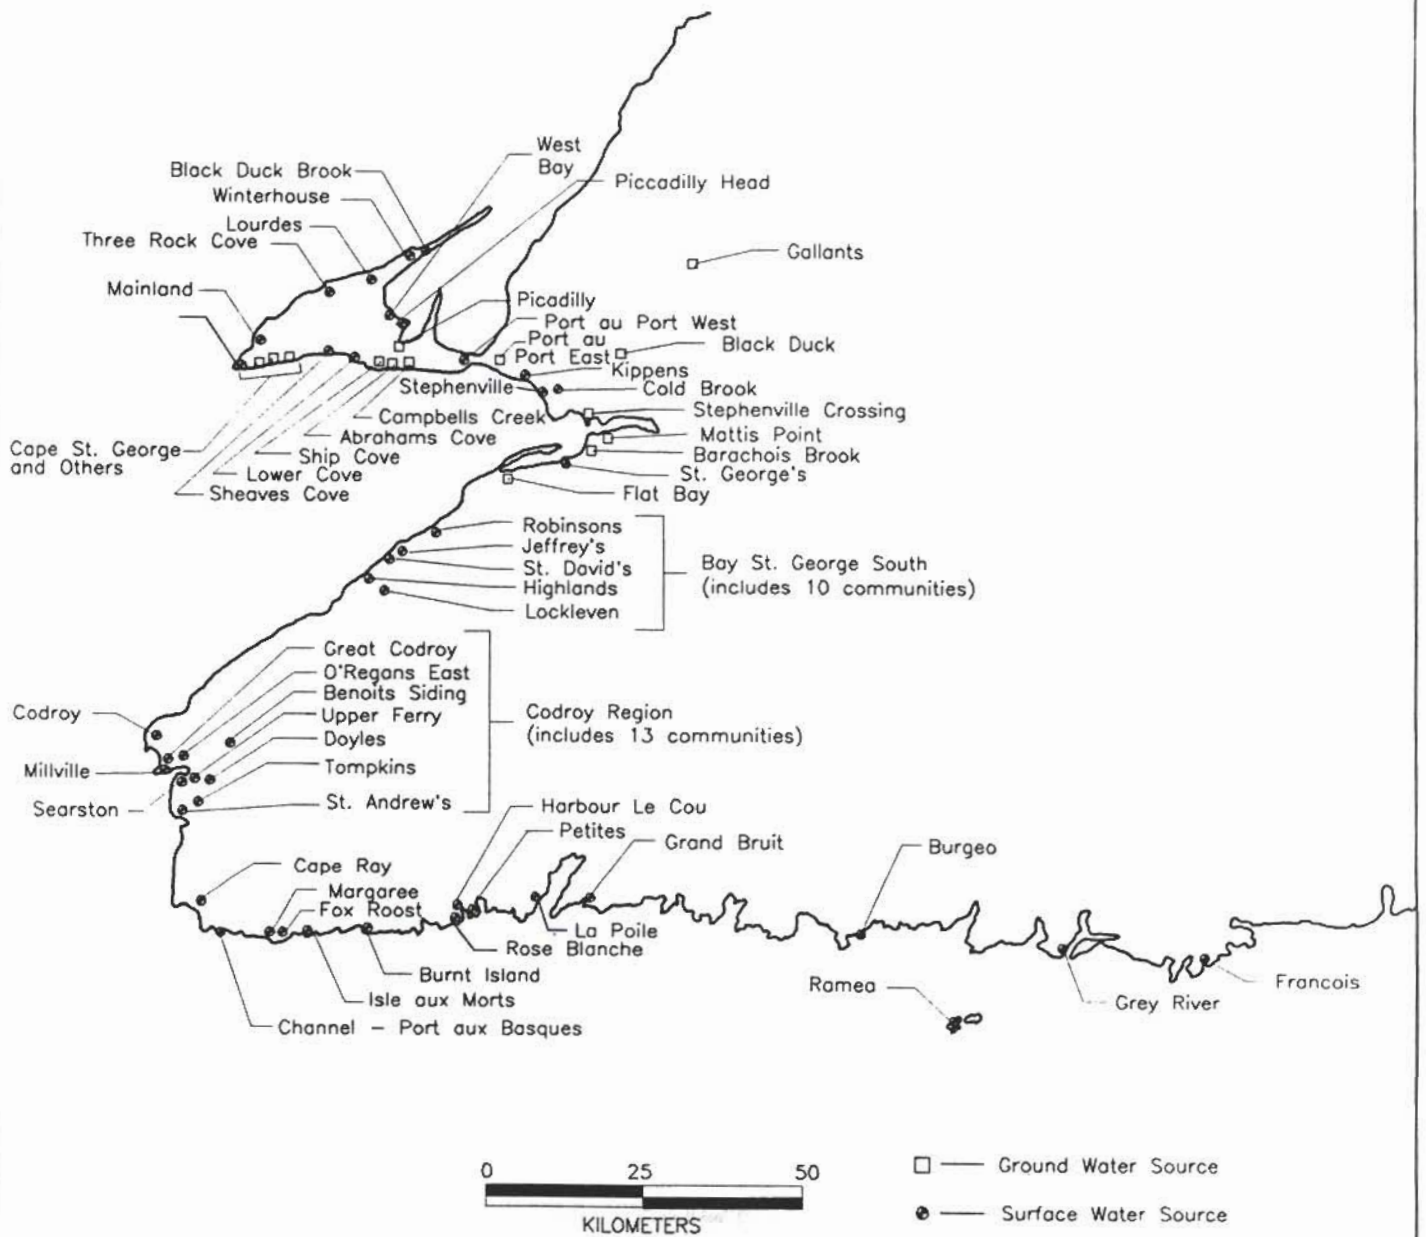 West
Bay
Black Duck Brook
Piccadilly Head
Winterhouse
Lourdes
Three Rock Cove
Gallants
Mainland
Picadilly
Port au Port West
Port au
Port East
Black Duck
Kippens
Stephenville
Cold Brook
Stephenville Crossing
Campbells Creek
Mattis Point
Abrahams Cove
Cape St. George
and Others
Ship Cove
Barachois Brook
Lower Cove
St. George's
Sheaves Cove
Flat Bay
Robinsons
Jeffrey's
St. David's
Highlands
Lockleven
Bay St. George South
(includes 10 communities)
Great Codroy
O'Regans East
Benoits Siding
Upper Ferry
Doyles
Tompkins
St. Andrew's
Codroy
Codroy Region
(includes 13 communities)
Millville
Searston
Harbour Le Cou
Petites
Grand Bruit
Burgeo
Cape Ray
Margaree
Fox Roost
La Poile
Rose Blanche
Burnt Island
Isle aux Morts
Channel - Port aux Basques
Ramea
Francois
Grey River
0 25 50
KILOMETERS
Ground Water Source
Surface Water Source